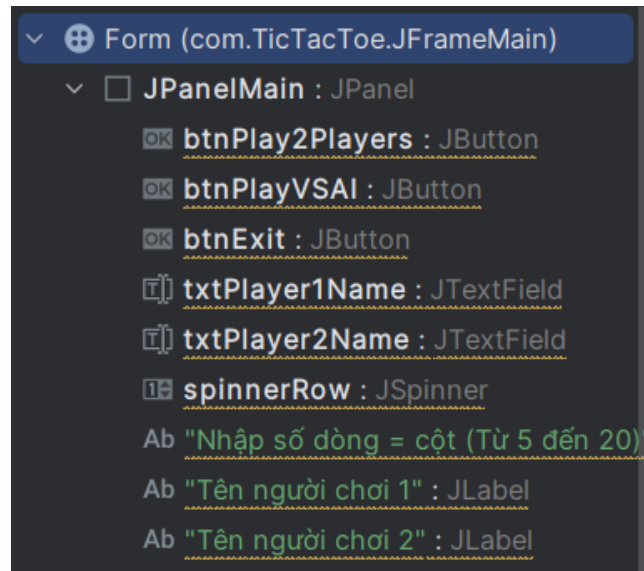 Form (com.TicTacToe.JFrameMain)
JPanelMain : JPanel
OK btnPlay2Players : JButton
OK btnPlayVSAI : JButton
OK btnExit : JButton
txtPlayer1Name : JTextField
txtPlayer2Name : JTextField
spinnerRow : JSpinner
Ab "Nhập số dòng = cột (Từ 5 đến 20)"
Ab "Tên người chơi 1" : JLabel
Ab "Tên người chơi 2" : JLabel